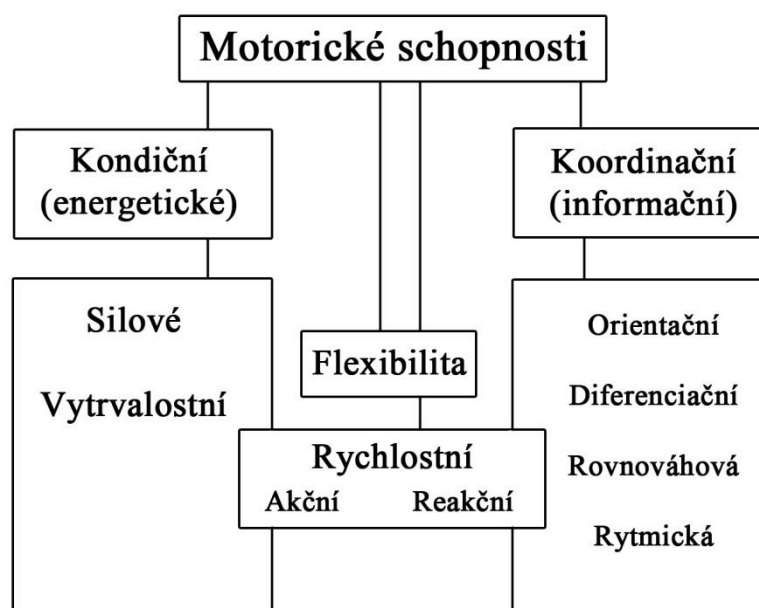 Motorické schopnosti
Kondiční
(energetické)
Koordinační
(informační)
Silové
Vytrvalostní
Flexibilita
Rychlostní
Akční Reakční
Orientační
Diferenciační
Rovnováhová
Rytmická